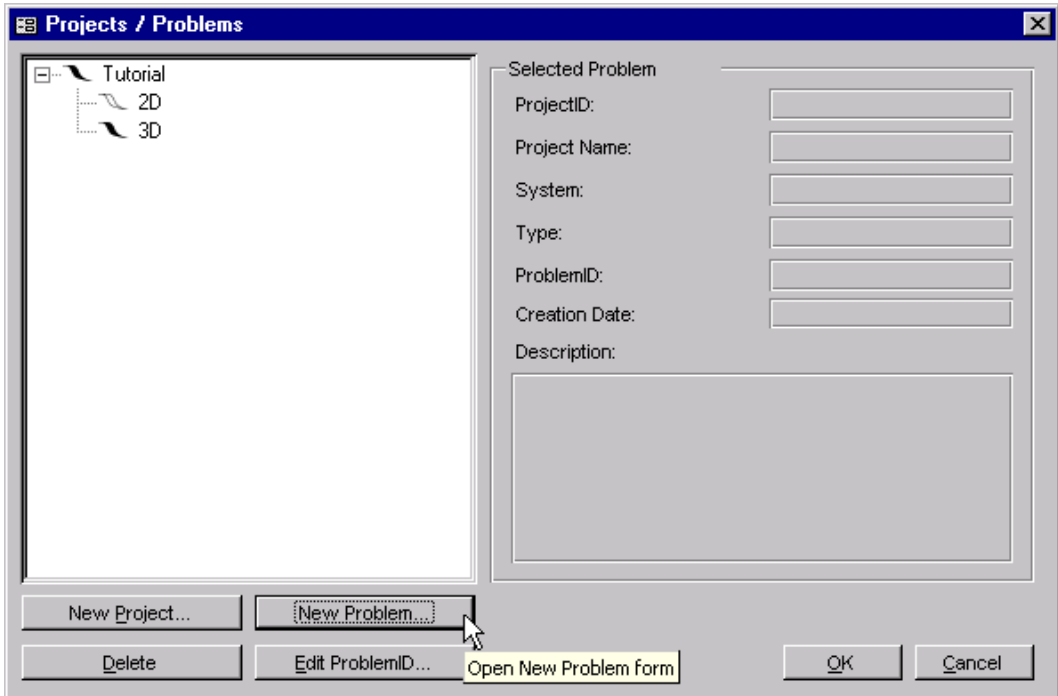 Projects / Problems
Tutorial
2D
3D
Selected Problem
ProjectID:
Project Name:
System:
Type:
ProblemID:
Creation Date:
Description:
New Project...
New Problem...
Delete
Edit ProblemID...
Open New Problem form
OK
Cancel